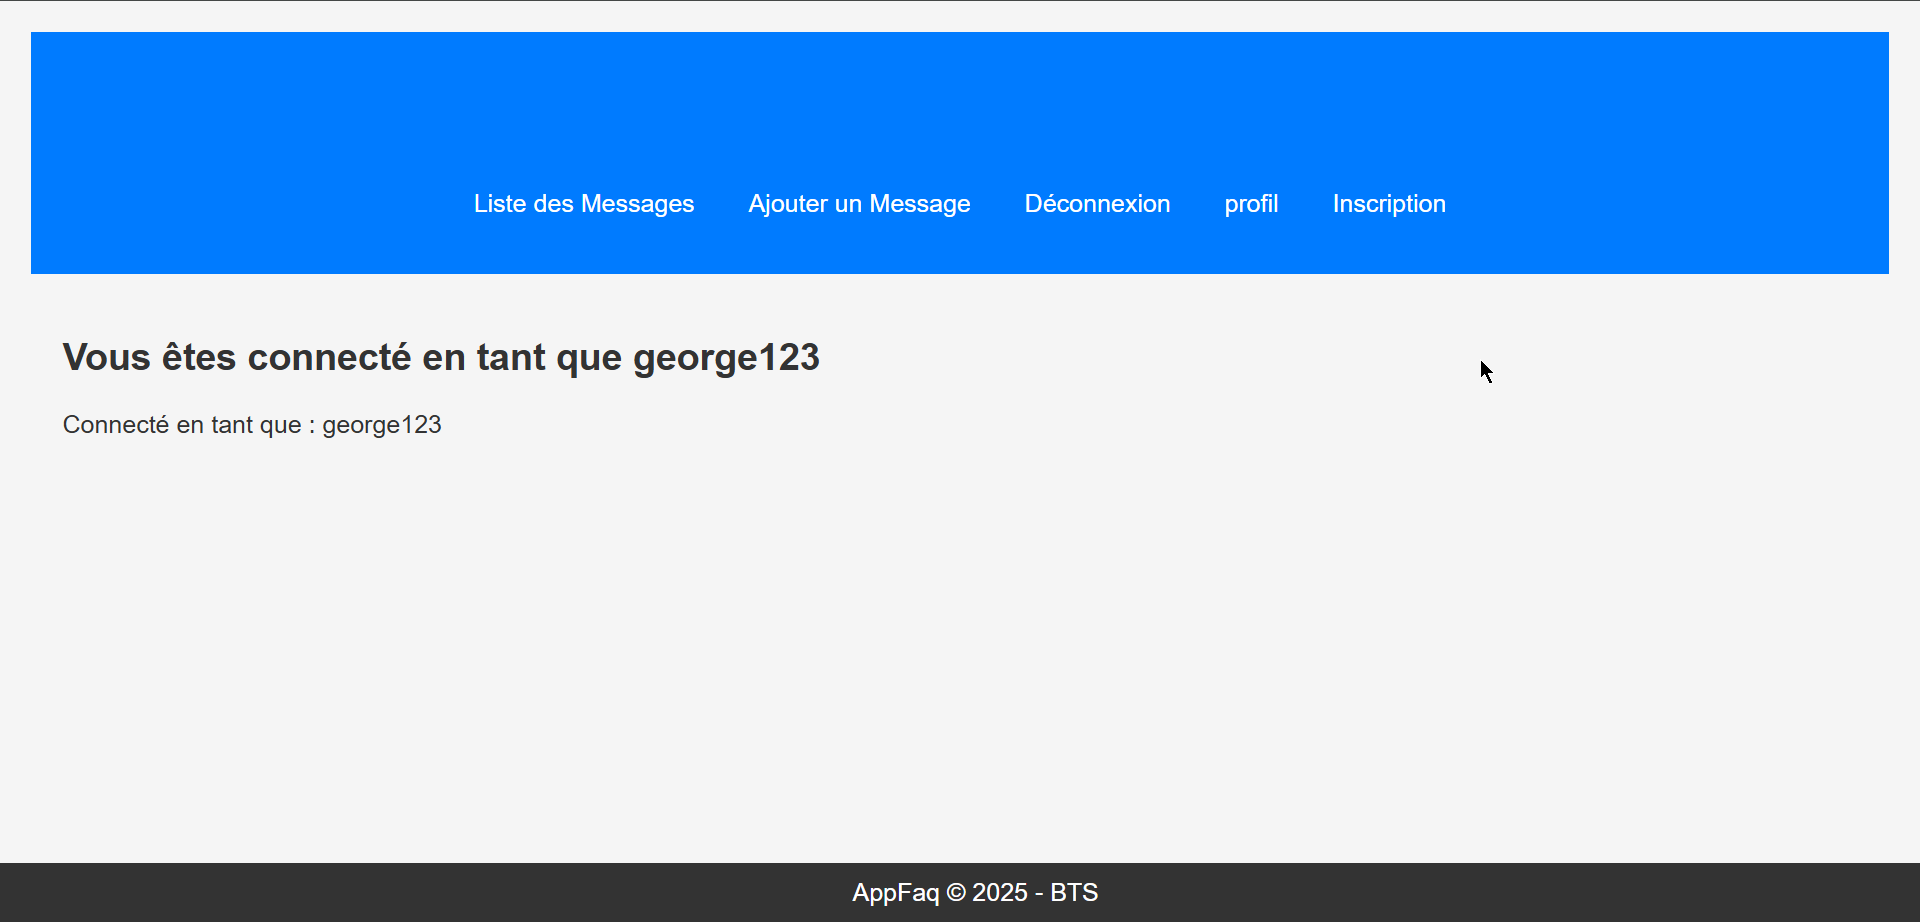 Liste des Messages Ajouter un Message Déconnexion profil Inscription
Vous êtes connecté en tant que george123
Connecté en tant que : george123
AppFaq © 2025 - BTS